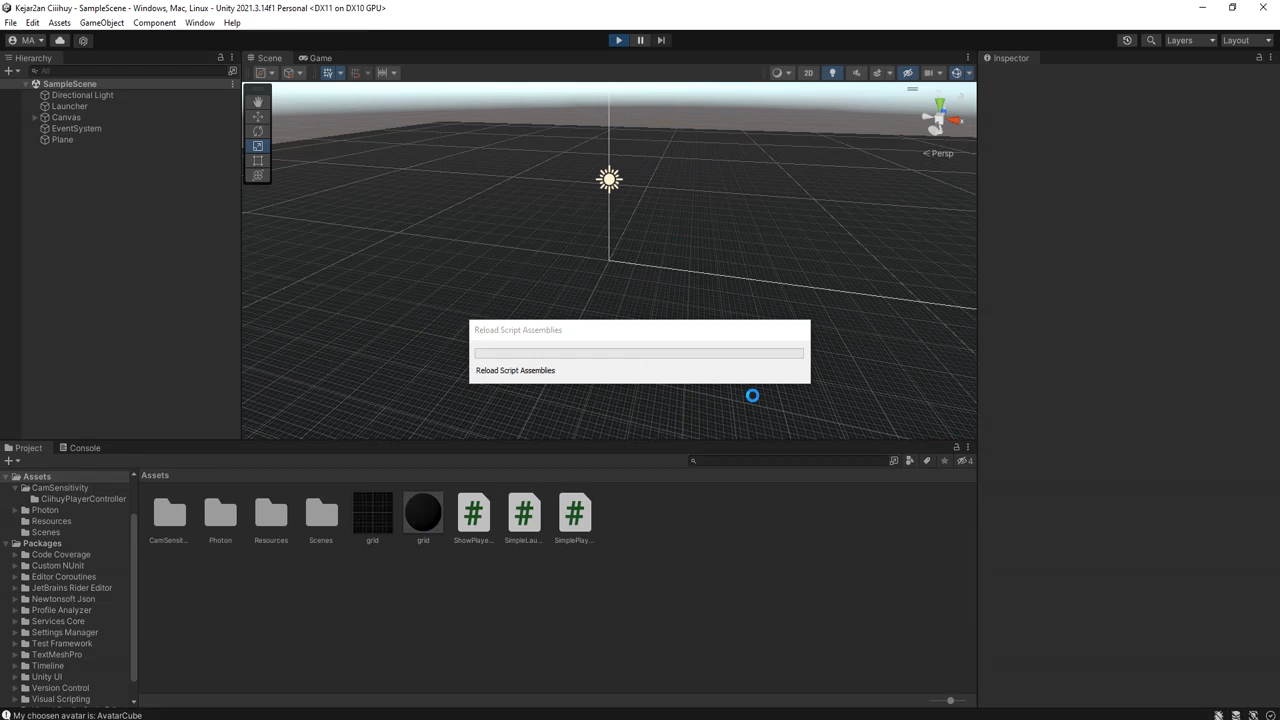 Kejar2an Ciiihuy - SampleScene - Windows, Mac, Linux - Unity 2021.3.14f1 Personal <DX11 on DX10 GPU>
File Edit Assets GameObject Component Window Help
MA
Layers
Layout
Hierarchy
Scene
Game
Inspector
All
2D
SampleScene
Directional Light
Launcher
Canvas
EventSystem
Plane
x
Persp
Reload Script Assemblies
Reload Script Assemblies
Project
Console
4
Assets
CamSensitivity
CiihuyPlayerController
Photon
Resources
Scenes
Packages
Code Coverage
Custom NUnit
Editor Coroutines
JetBrains Rider Editor
Newtonsoft Json
Profile Analyzer
Services Core
Settings Manager
Test Framework
TextMeshPro
Timeline
Unity UI
Version Control
Visual Scripting
Assets
CamSensit...
Photon
Resources
Scenes
grid
grid
ShowPlaye...
SimpleLau...
SimplePlay...
My choosen avatar is: AvatarCube